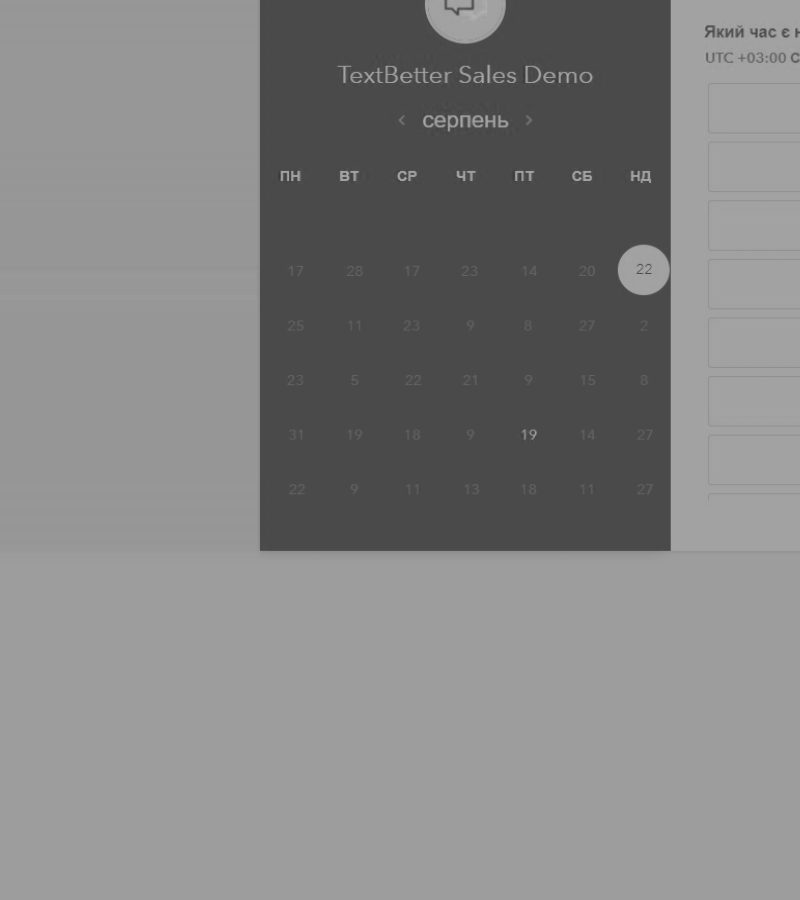 TextBetter Sales Demo
< серпень >
ПН ВТ СР ЧТ ПТ СБ НД
17 28 17 23 14 20 22
25 11 23 9 8 27 2
23 5 22 21 9 15 8
31 19 18 9 19 14 27
22 9 11 13 18 11 27
Який час є
UTC +03:00